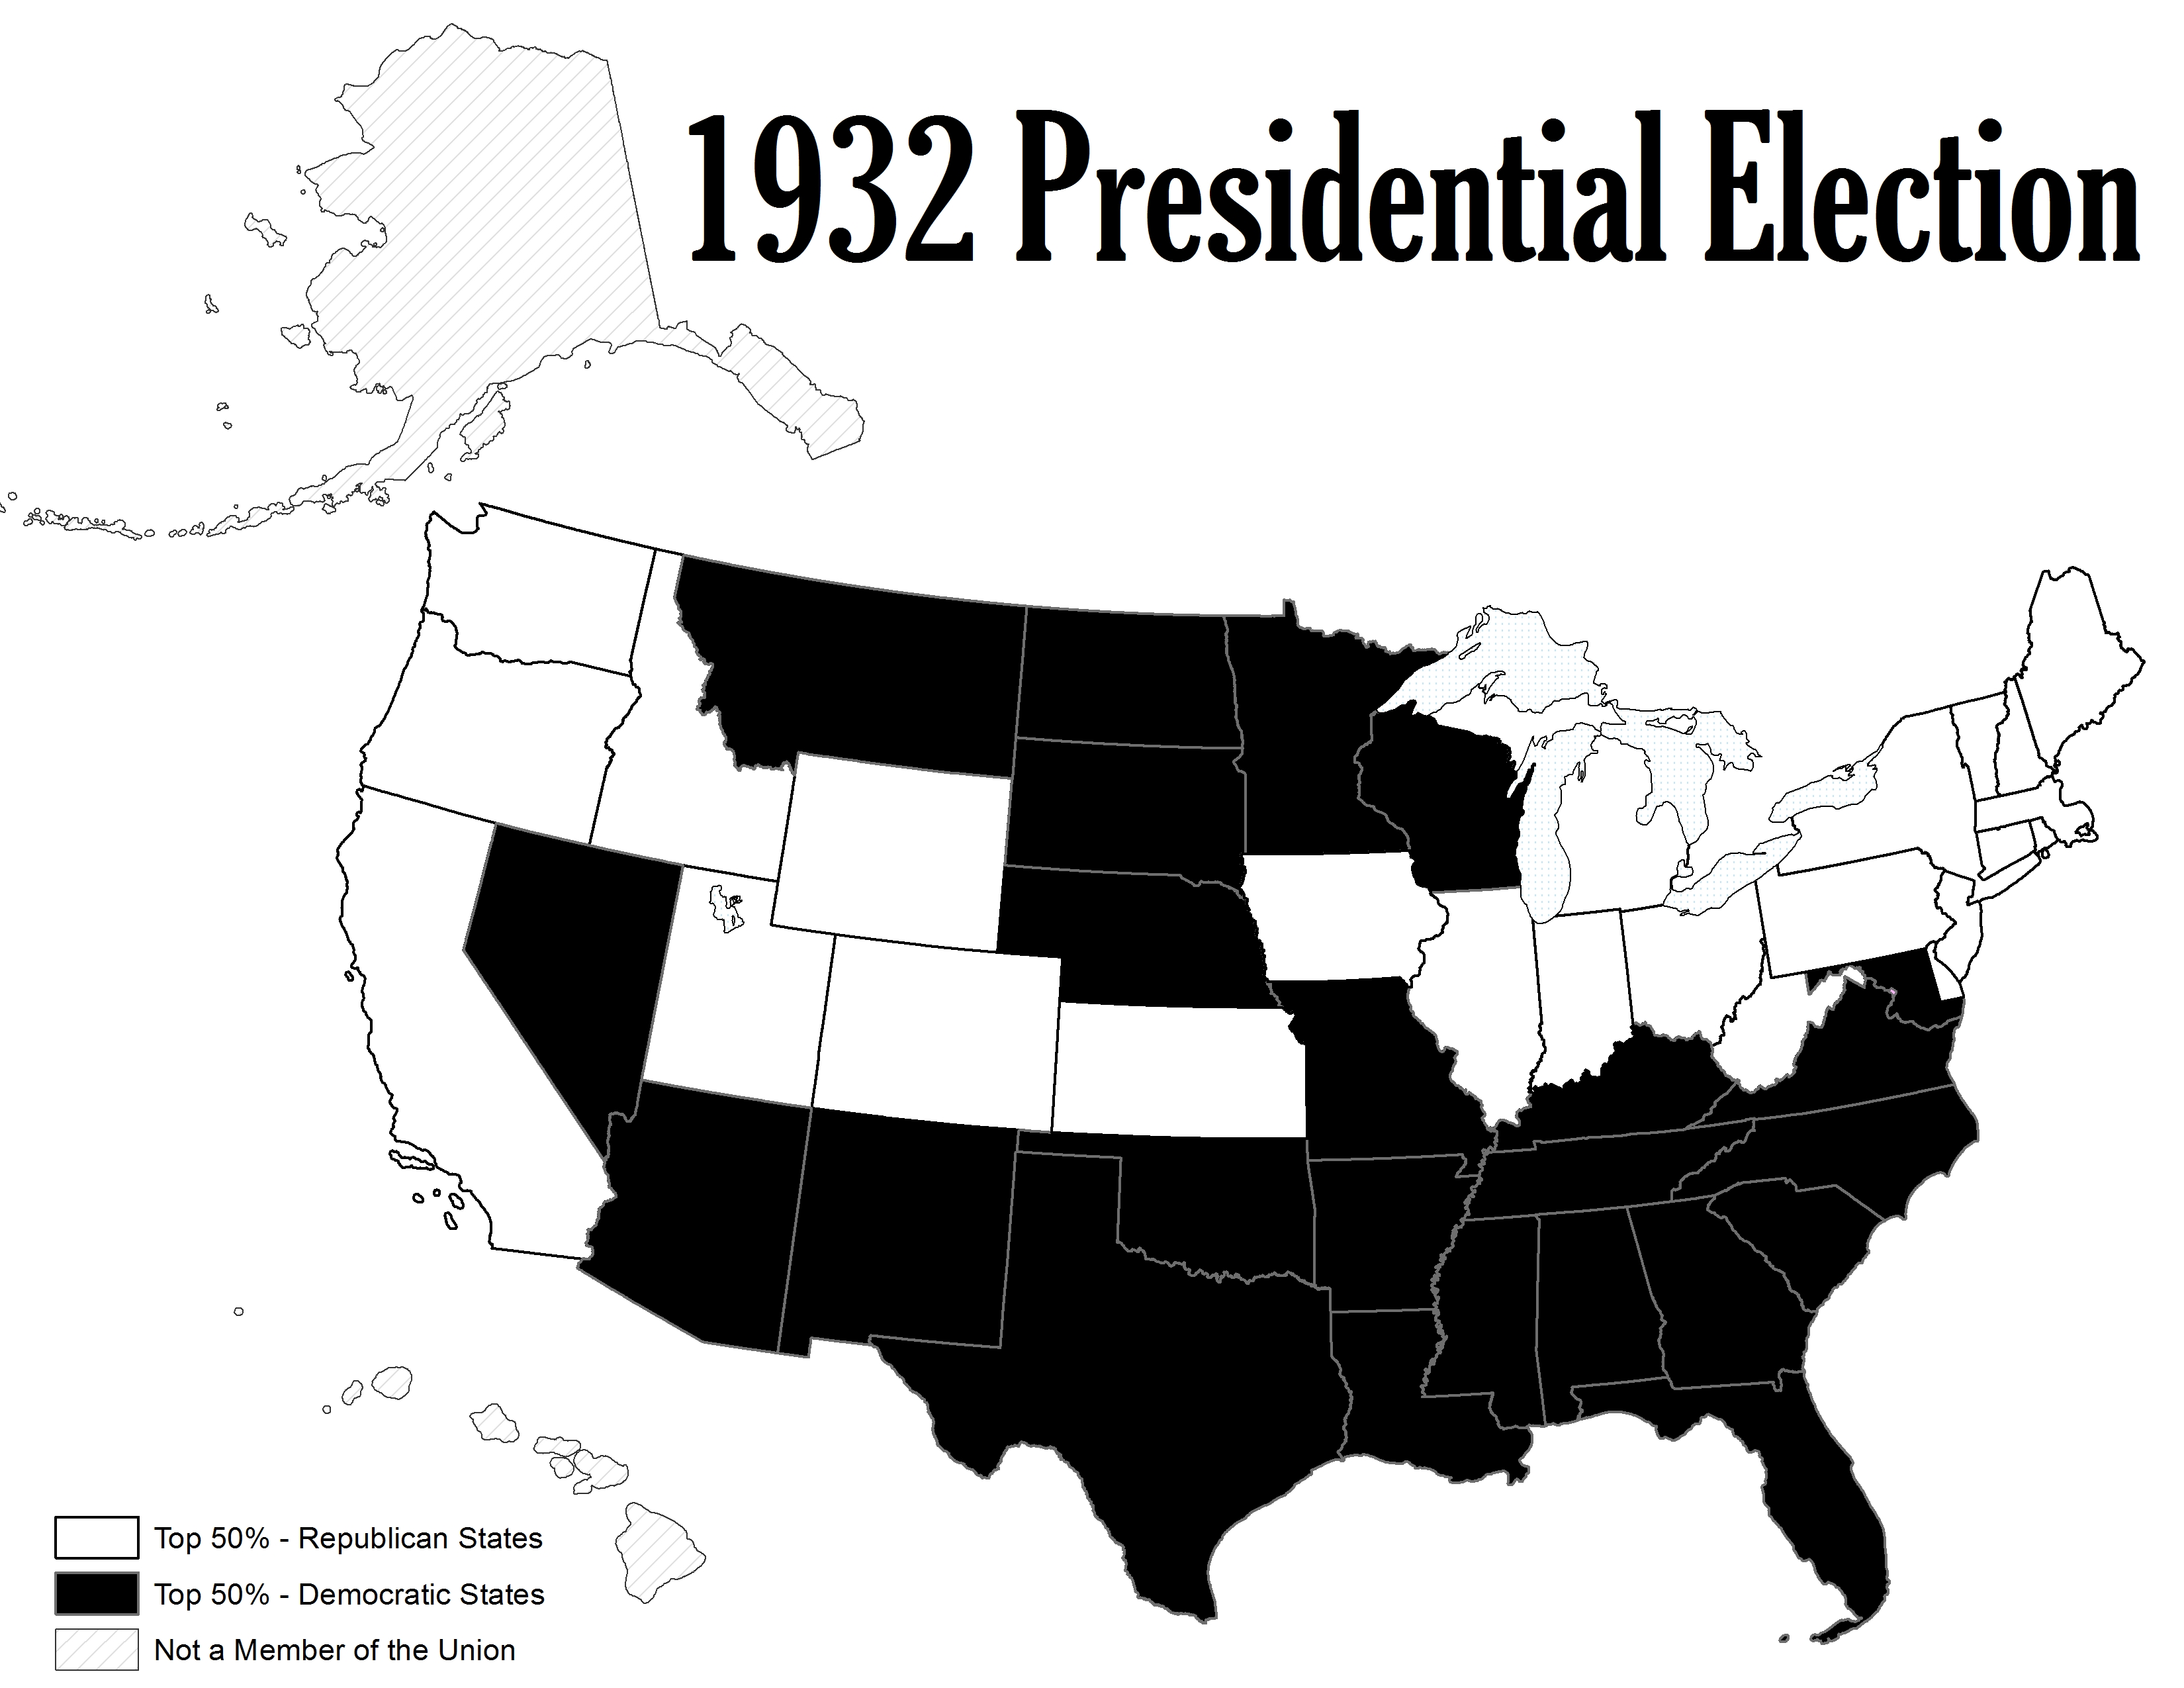 1932 Presidential Election
Top 50% - Republican States
Top 50% - Democratic States
Not a Member of the Union